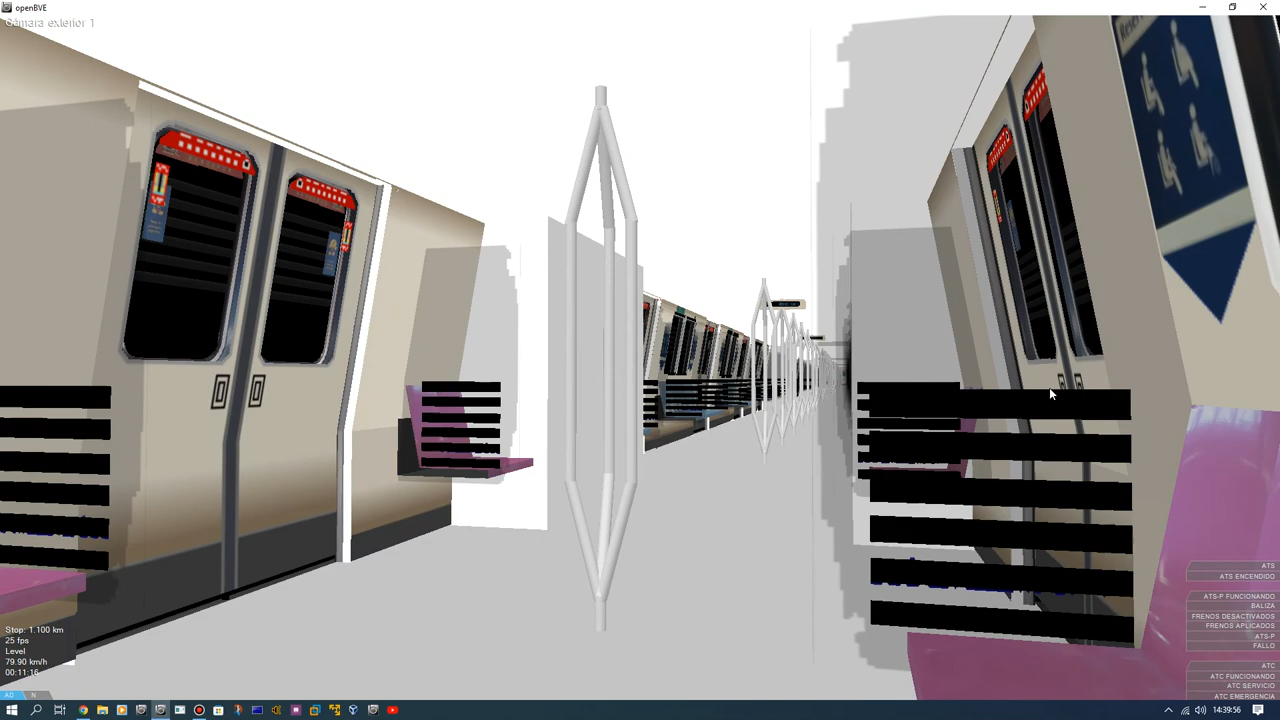 openBVE
Cámara exterior 1
Reser
Stop: 1.100 km
25 fps
Level
79.90 km/h
00:11:16
AD N
ATS
ATS ENCENDIDO
ATS-P FUNCIONANDO
BALIZA
FRENOS DESACTIVADOS
FRENOS APLICADOS
ATS-P
FALLO
ATC
ATC FUNCIONANDO
ATC SERVICIO
ATC EMERGENCIA
14:39:56